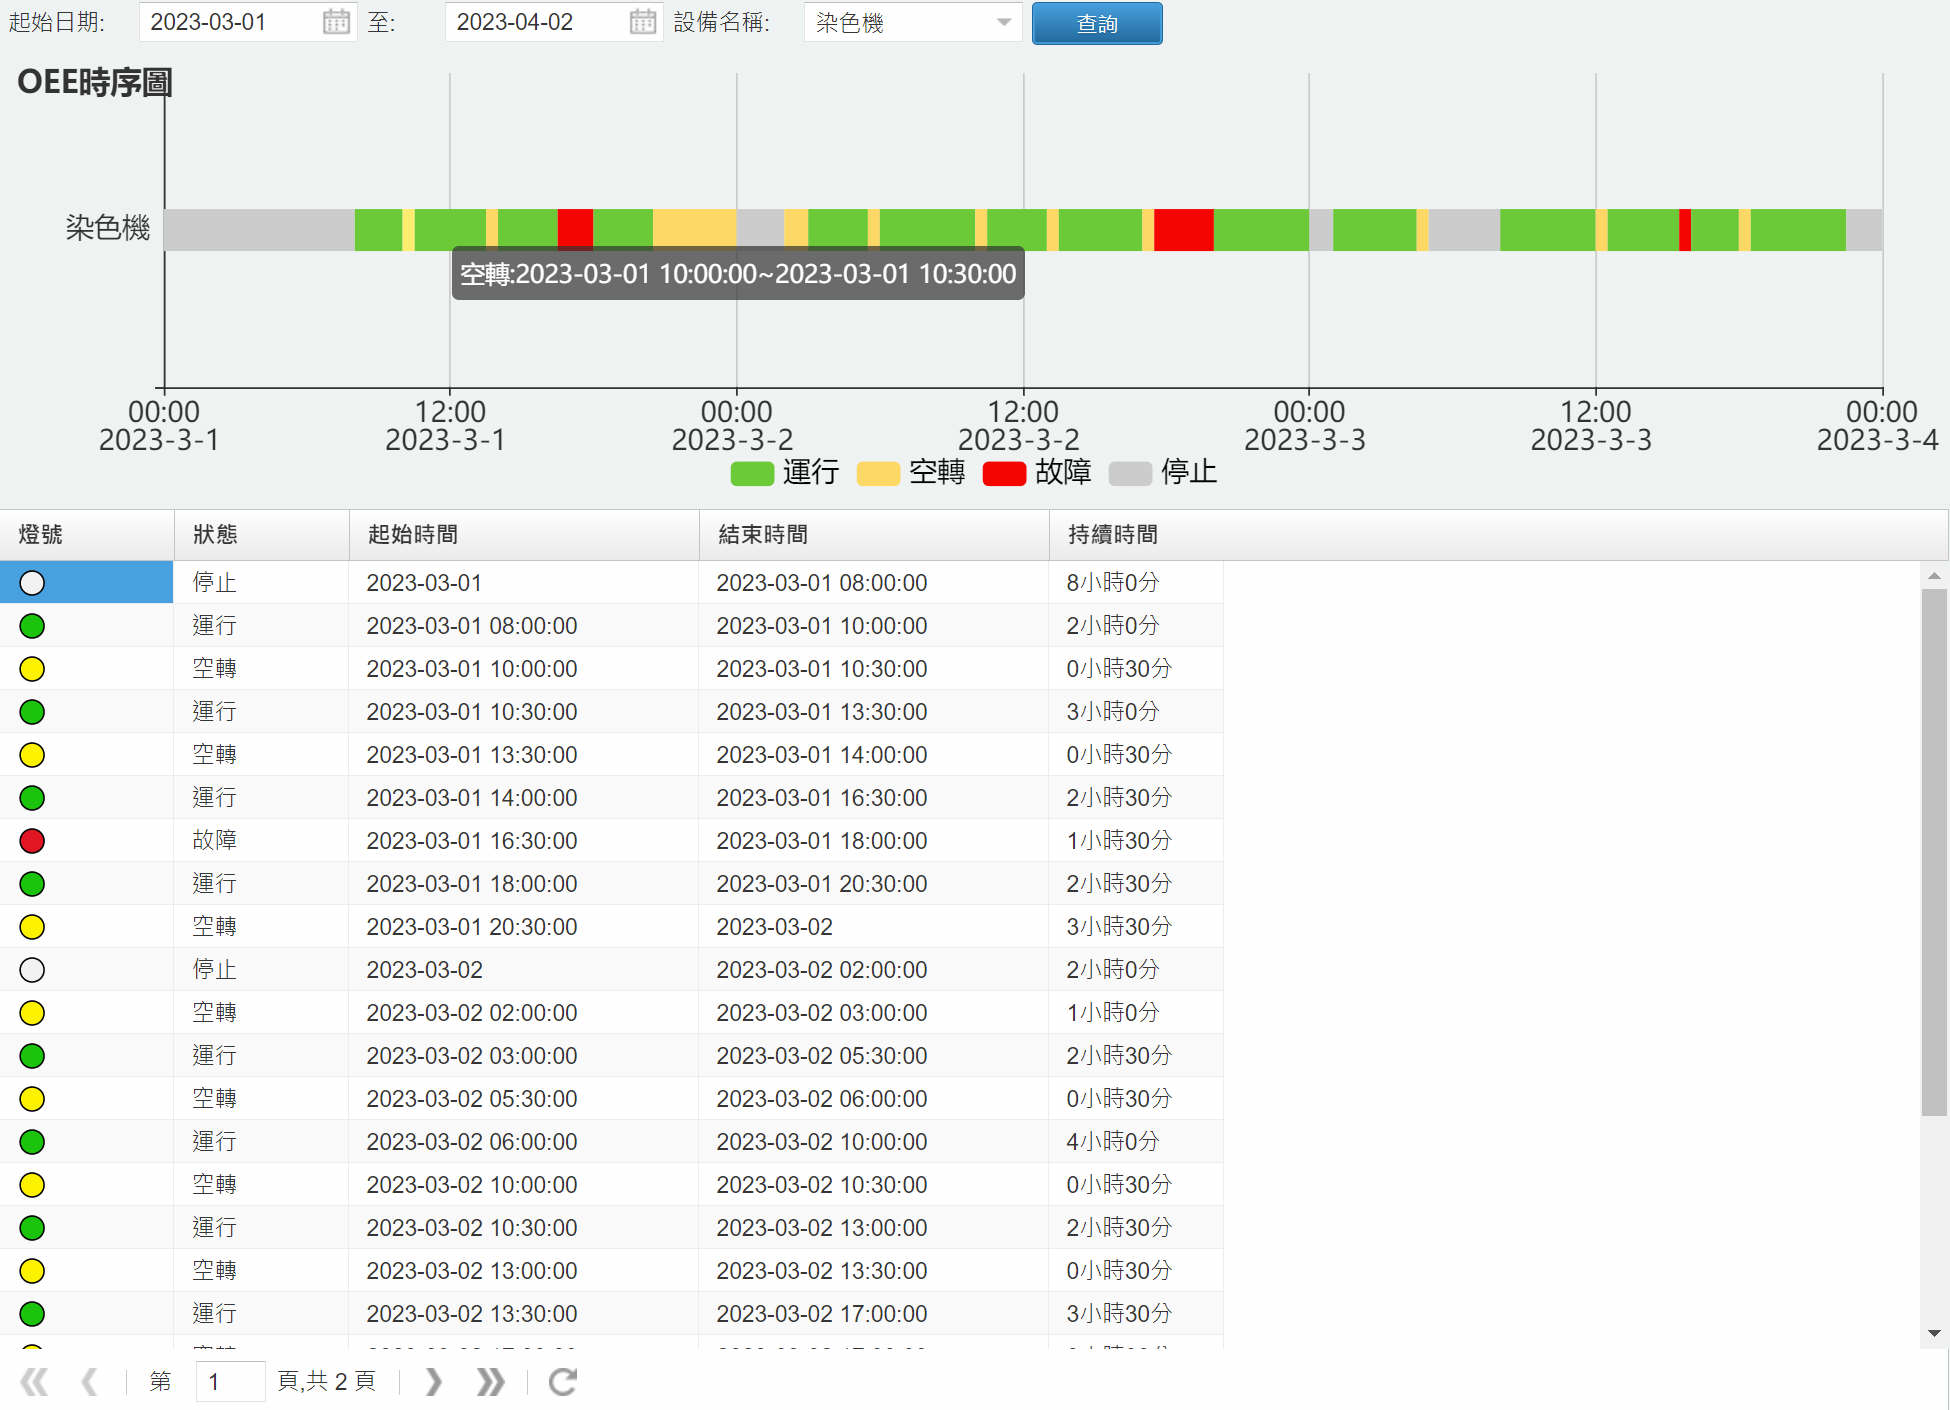 起始日期: 2023-03-01 至: 2023-04-02 設備名稱: 染色機 查詢
OEE時序圖
染色機
空轉:2023-03-01 10:00:00~2023-03-01 10:30:00
00:00 12:00 00:00 12:00 00:00 12:00 00:00
2023-3-1 2023-3-1 2023-3-2 2023-3-2 2023-3-3 2023-3-3 2023-3-4
運行 空轉 故障 停止
燈號 狀態 起始時間 結束時間 持續時間
停止 2023-03-01 2023-03-01 08:00:00 8小時0分
運行 2023-03-01 08:00:00 2023-03-01 10:00:00 2小時0分
空轉 2023-03-01 10:00:00 2023-03-01 10:30:00 0小時30分
運行 2023-03-01 10:30:00 2023-03-01 13:30:00 3小時0分
空轉 2023-03-01 13:30:00 2023-03-01 14:00:00 0小時30分
運行 2023-03-01 14:00:00 2023-03-01 16:30:00 2小時30分
故障 2023-03-01 16:30:00 2023-03-01 18:00:00 1小時30分
運行 2023-03-01 18:00:00 2023-03-01 20:30:00 2小時30分
空轉 2023-03-01 20:30:00 2023-03-02 3小時30分
停止 2023-03-02 2023-03-02 02:00:00 2小時0分
空轉 2023-03-02 02:00:00 2023-03-02 03:00:00 1小時0分
運行 2023-03-02 03:00:00 2023-03-02 05:30:00 2小時30分
空轉 2023-03-02 05:30:00 2023-03-02 06:00:00 0小時30分
運行 2023-03-02 06:00:00 2023-03-02 10:00:00 4小時0分
空轉 2023-03-02 10:00:00 2023-03-02 10:30:00 0小時30分
運行 2023-03-02 10:30:00 2023-03-02 13:00:00 2小時30分
空轉 2023-03-02 13:00:00 2023-03-02 13:30:00 0小時30分
運行 2023-03-02 13:30:00 2023-03-02 17:00:00 3小時30分
第 1 頁,共 2 頁